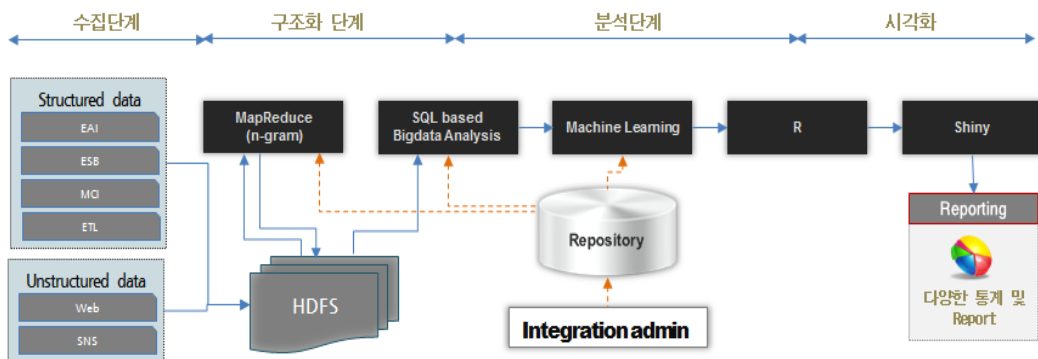 수집단계
구조화 단계
분석단계
시각화
Structured data
EAI
ESB
MCI
ETL
Unstructured data
Web
SNS
MapReduce
(n-gram)
SQL based
Bigdata Analysis
Machine Learning
R
Shiny
HDFS
Repository
Integration admin
Reporting
다양한 통계 및
Report